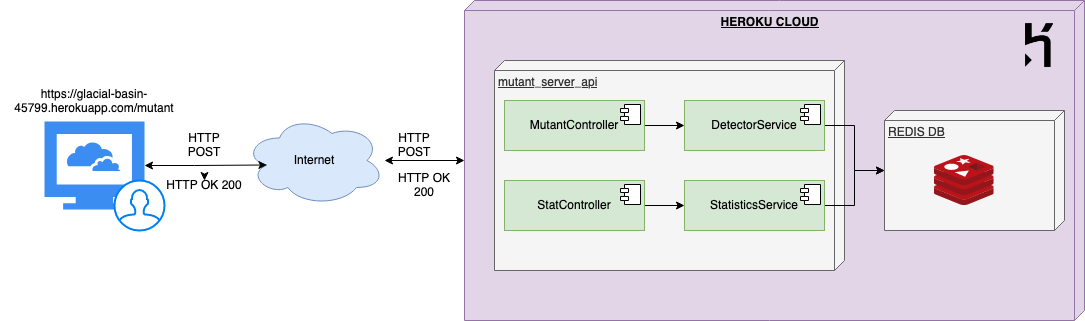 HEROKU CLOUD
https://glacial-basin-
45799.herokuapp.com/mutant
HTTP
POST
HTTP OK 200
Internet
HTTP
POST
HTTP OK
200
mutant_server_api
MutantController
DetectorService
StatController
StatisticsService
REDIS DB